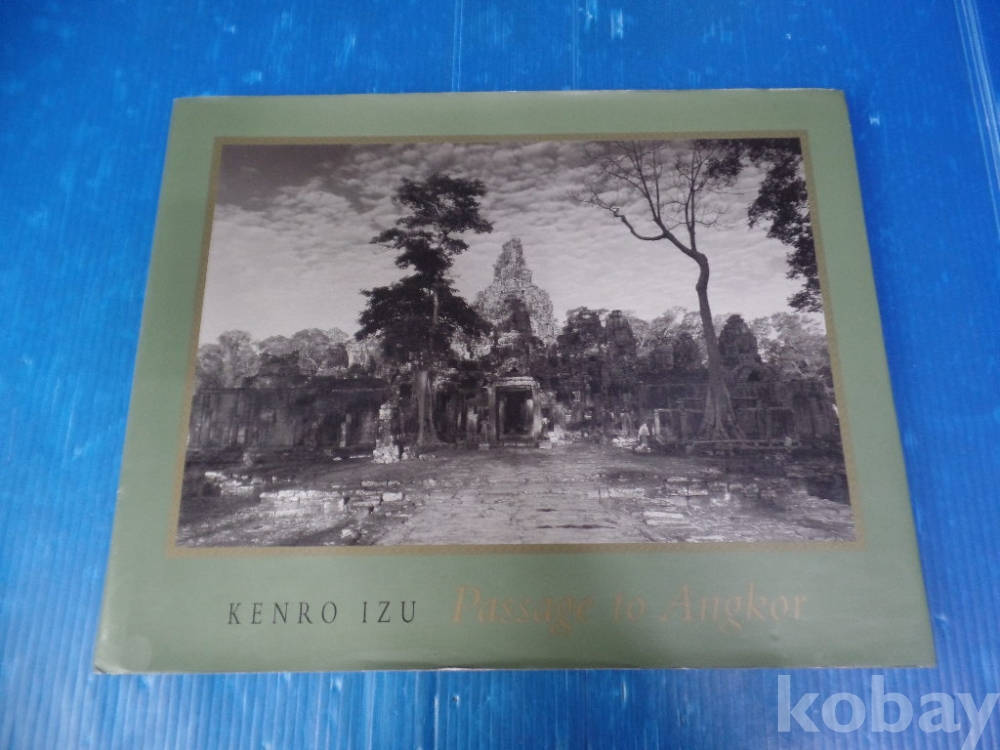 KENRO IZU Passage to Angkor
kobay